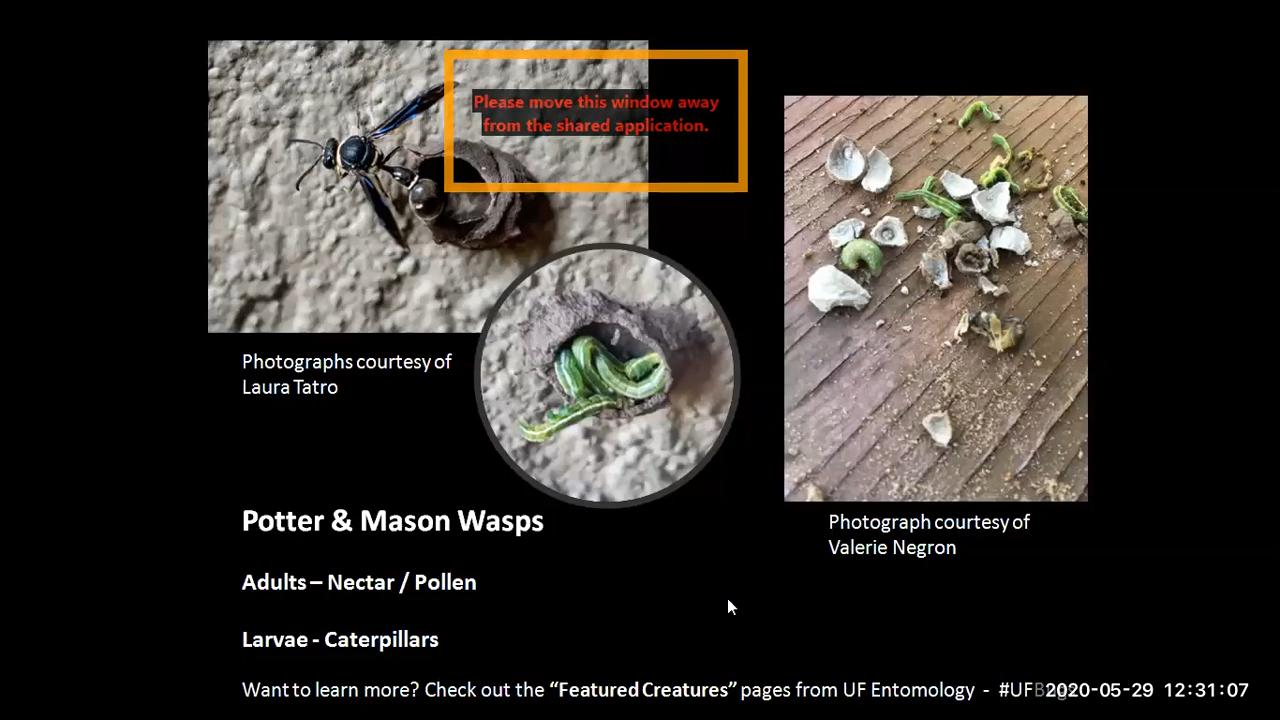 Please move this window away
from the shared application.
Photographs courtesy of
Laura Tatro
Potter & Mason Wasps
Photograph courtesy of
Valerie Negron
Adults – Nectar / Pollen
Larvae - Caterpillars
Want to learn more? Check out the “Featured Creatures” pages from UF Entomology - #UFBugs
2020-05-29 12:31:07